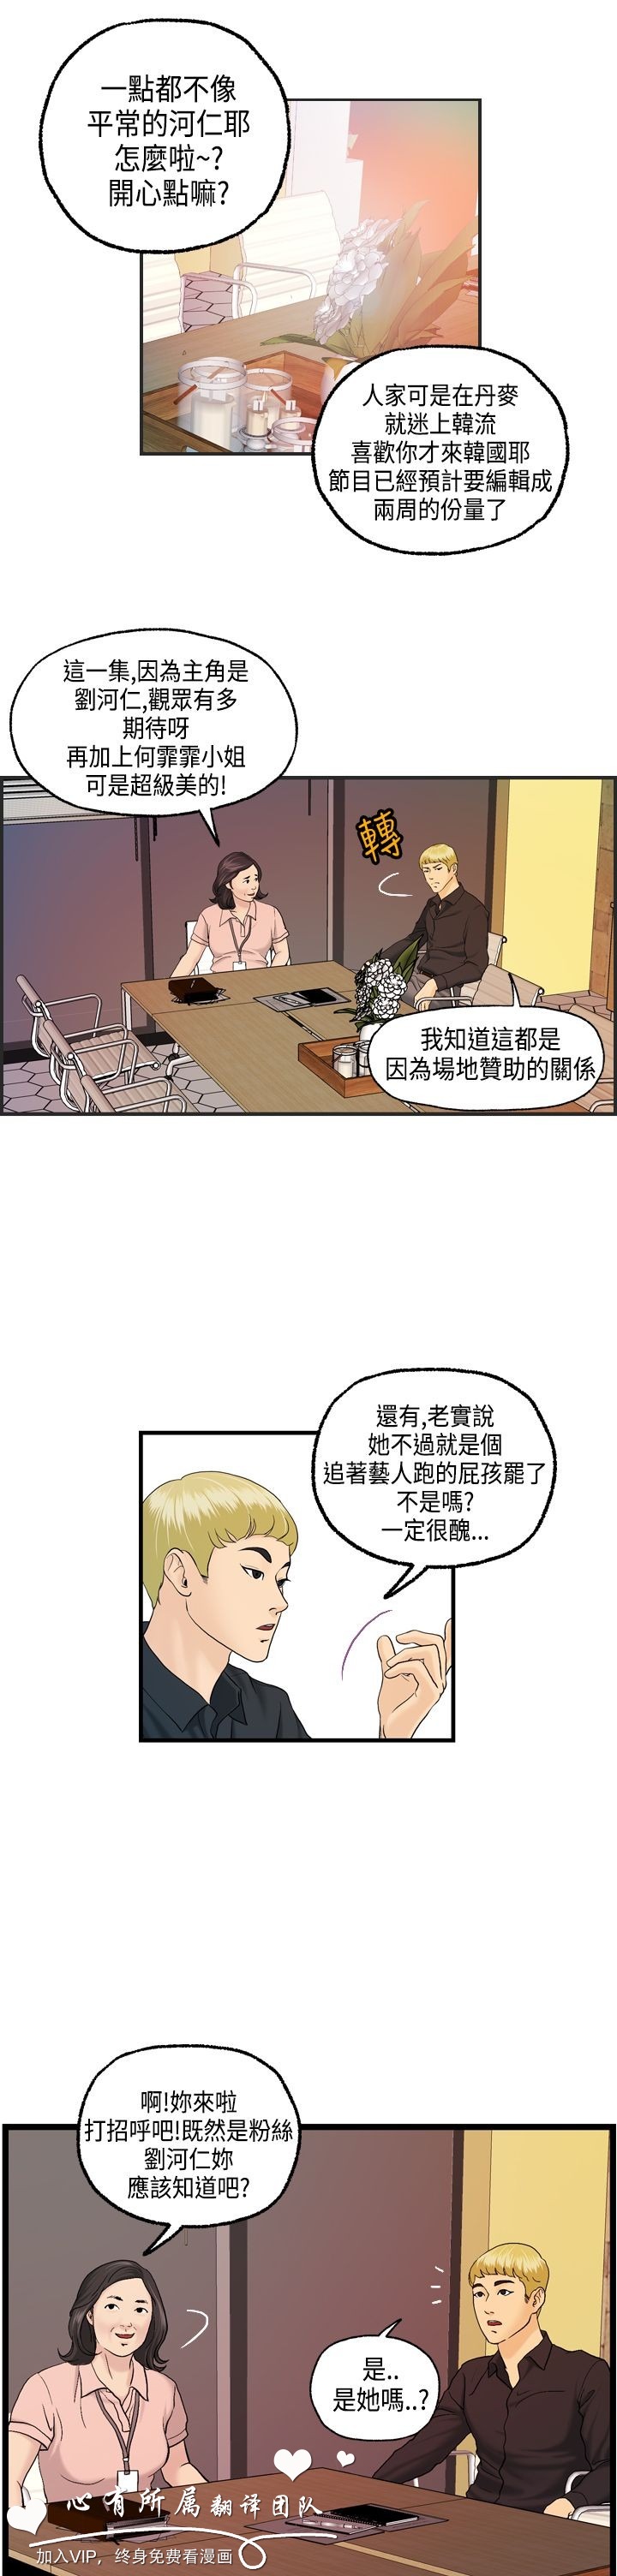 一點都不像
平常的河仁耶
怎麼啦~?
開心點嘛?
人家可是在丹麥
就迷上韓流
喜歡你才來韓國耶
節目已經預計要編輯成
兩周的份量了
這一集,因為主角是
劉河仁,觀眾有多
期待呀
再加上何霏霏小姐
可是超級美的!
轉
我知道這都是
因為場地贊助的關係
還有,老實說
她不過就是個
追著藝人跑的屁孩罷了
不是嗎?
一定很醜...
啊!妳來啦
打招呼吧!既然是粉絲
劉河仁妳
應該知道吧?
是..
是她嗎..?
心有所属翻译团队
加入VIP，终身免费看漫画